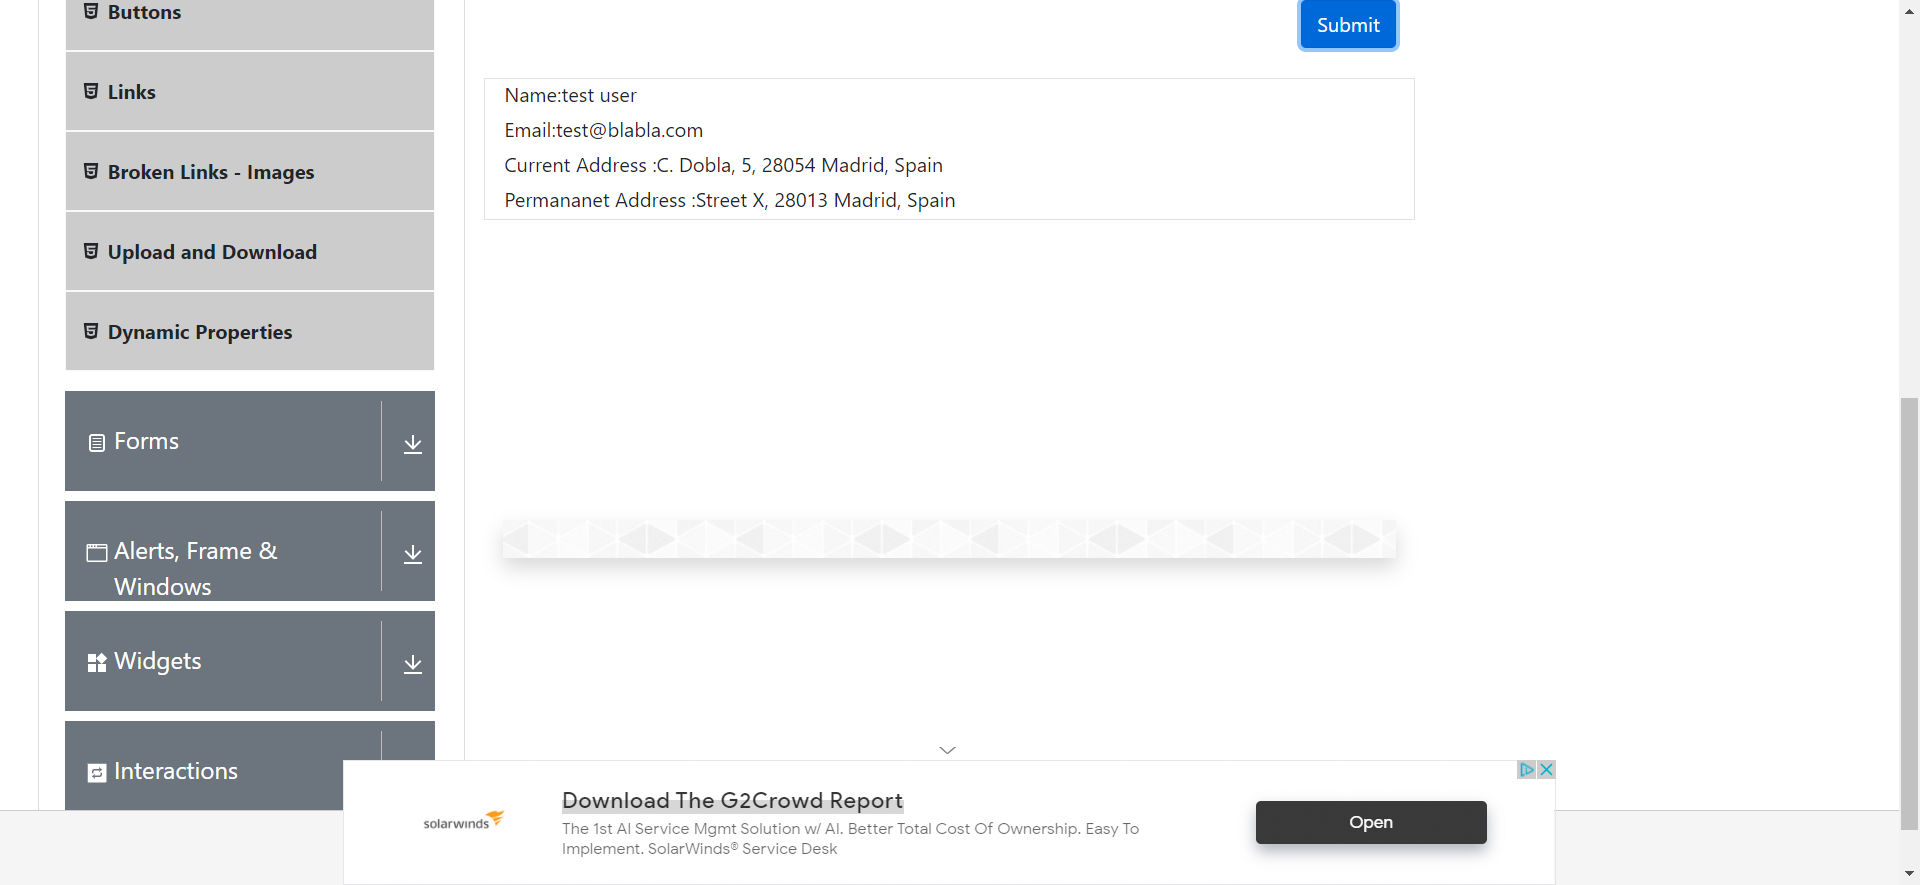 Buttons
Links
Broken Links - Images
Upload and Download
Dynamic Properties
Forms
Alerts, Frame &
Windows
Widgets
Interactions
Submit
Name:test user
Email:test@blabla.com
Current Address :C. Dobla, 5, 28054 Madrid, Spain
Permananet Address :Street X, 28013 Madrid, Spain
solarwinds
Download The G2Crowd Report
The 1st AI Service Mgmt Solution w/ AI. Better Total Cost Of Ownership. Easy To
Implement. SolarWinds® Service Desk
Open